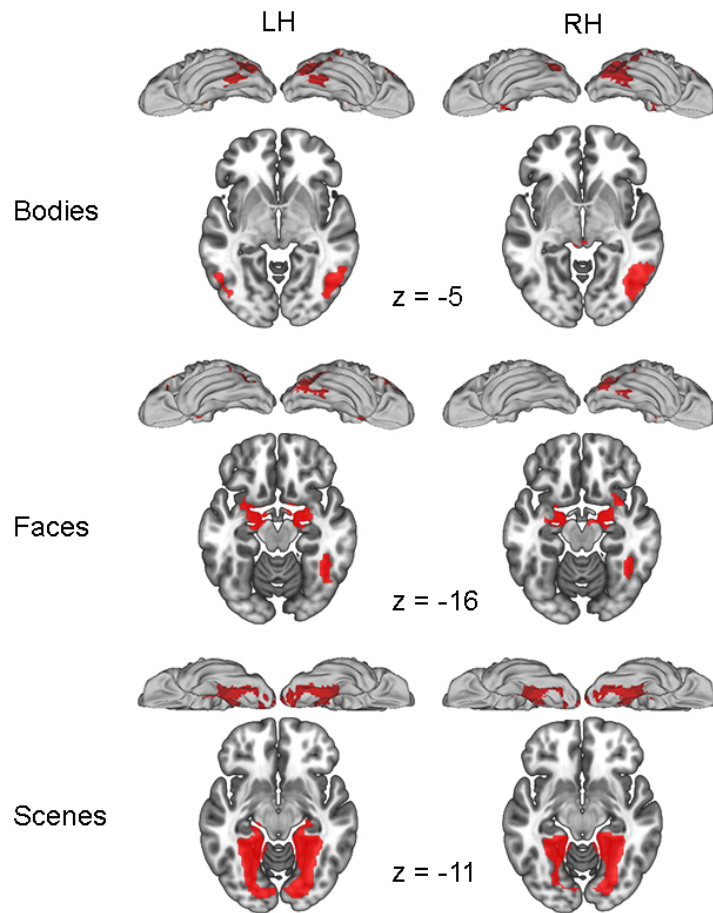 LH
RH
Bodies
z = -5
Faces
z = -16
Scenes
z = -11